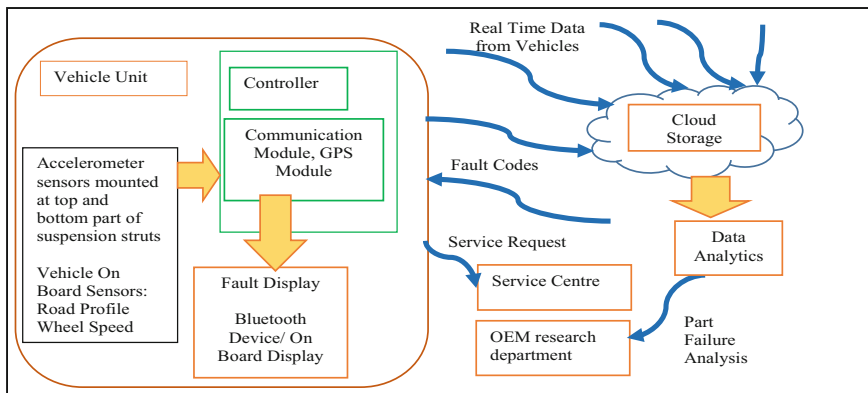 Vehicle Unit
Controller
Communication
Module, GPS
Module
Accelerometer
sensors mounted
at top and
bottom part of
suspension struts
Vehicle On
Board Sensors:
Road Profile
Wheel Speed
Fault Display
Bluetooth
Device/ On
Board Display
Real Time Data
from Vehicles
Cloud
Storage
Fault Codes
Service Request
Data
Analytics
Service Centre
OEM research
department
Part
Failure
Analysis